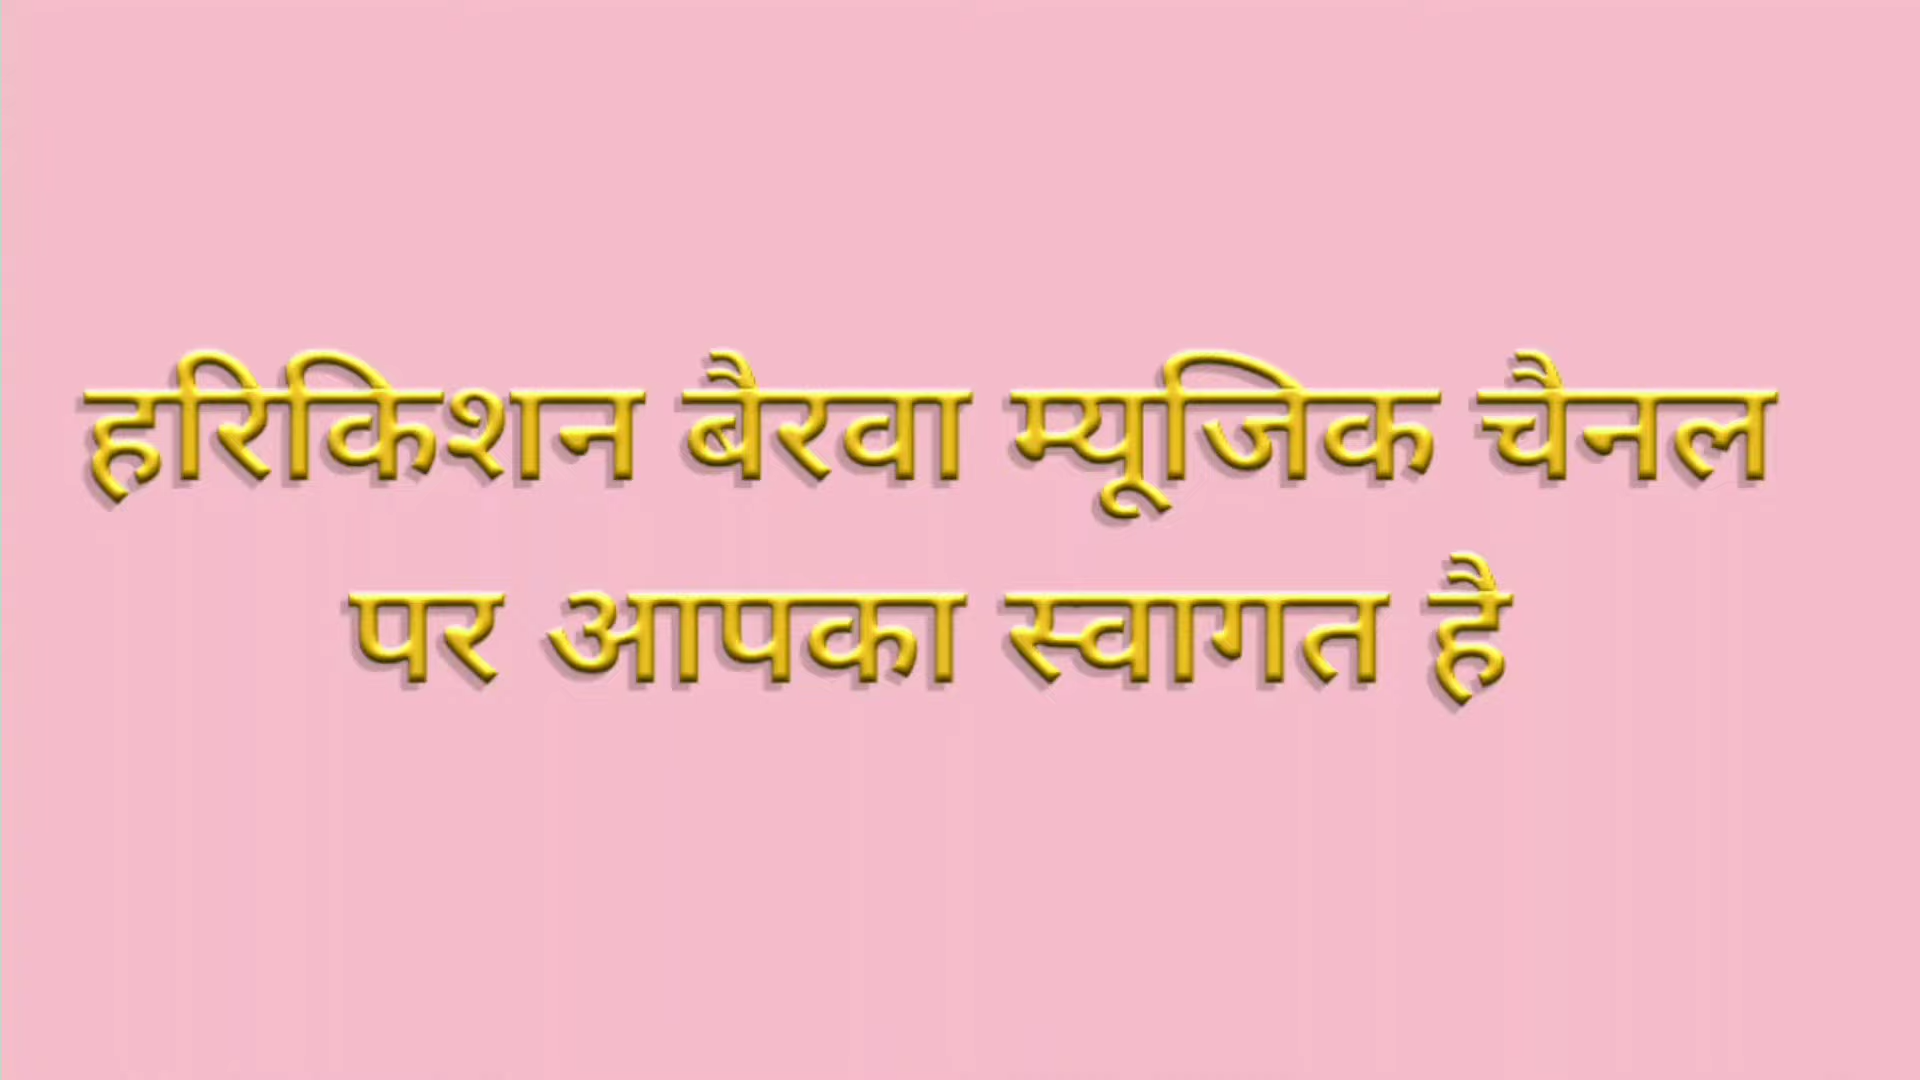 हरिकिशन बैरवा म्यूजिक चैनल
पर आपका स्वागत है